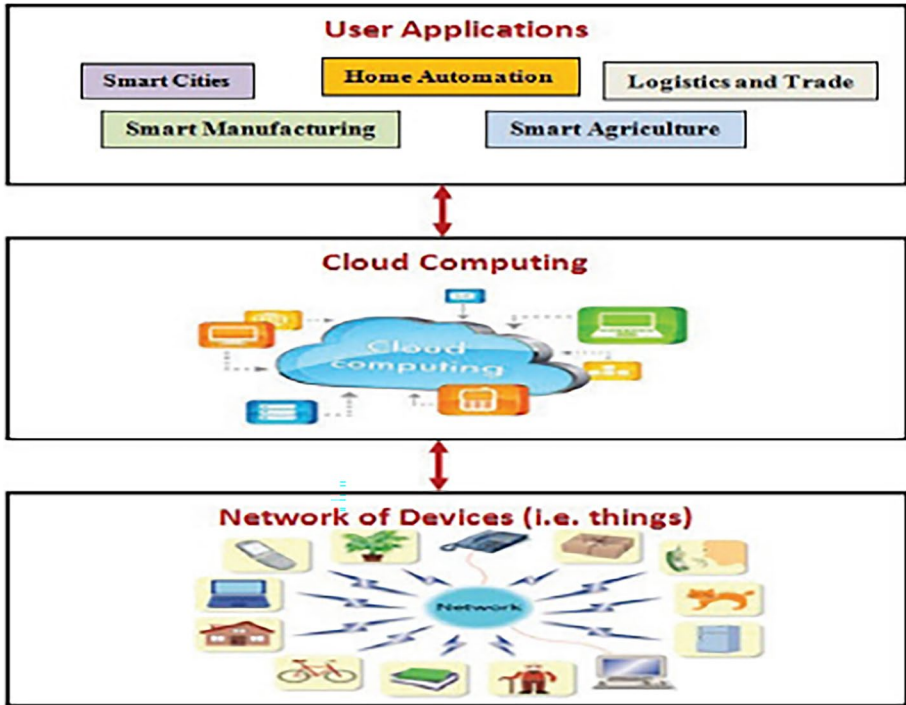 User Applications
Smart Cities
Home Automation
Logistics and Trade
Smart Manufacturing
Smart Agriculture
Cloud Computing
Cloud
computing
Network of Devices (i.e. things)
Network